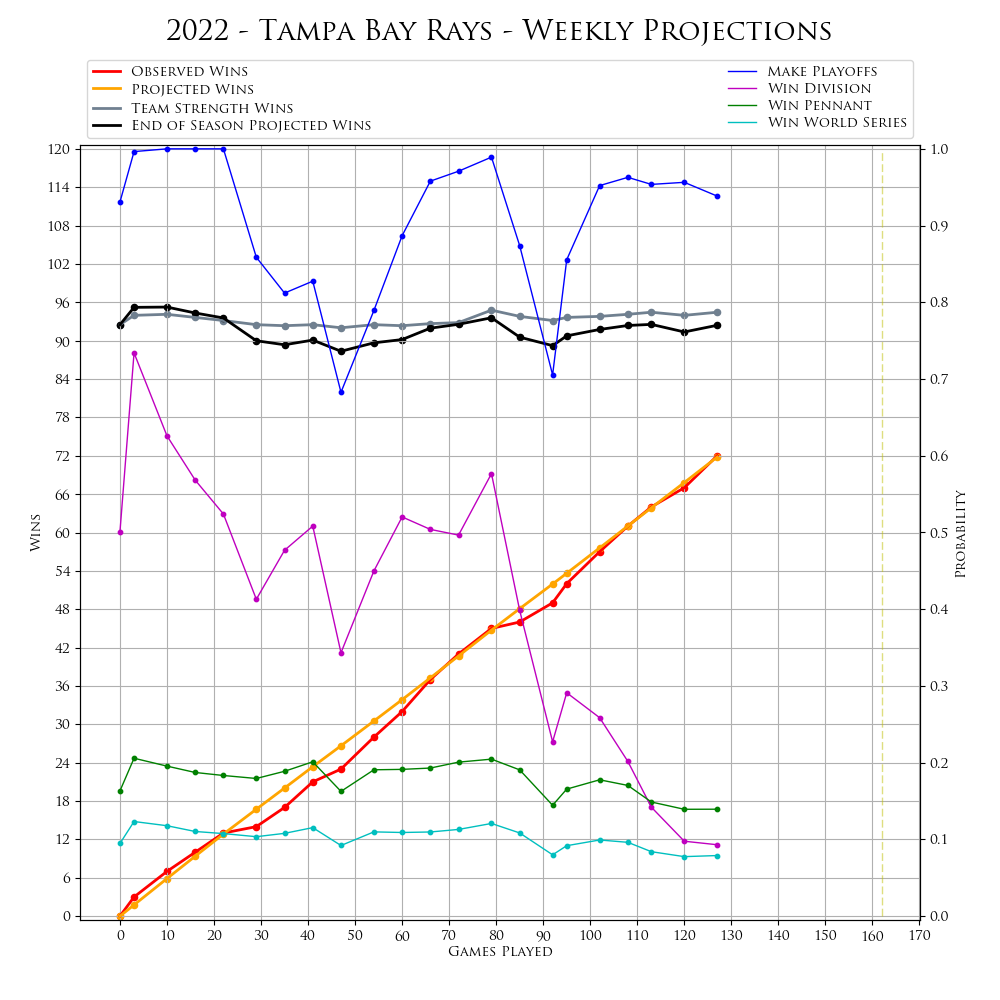 2022 - Tampa Bay Rays - Weekly Projections
Observed Wins
Projected Wins
Team Strength Wins
End of Season Projected Wins
Make Playoffs
Win Division
Win Pennant
Win World Series
120
114
108
102
96
90
84
78
72
66
60
54
48
42
36
30
24
18
12
6
0
Wins
1.0
0.9
0.8
0.7
0.6
0.5
0.4
0.3
0.2
0.1
0.0
Probability
0 10 20 30 40 50 60 70 80 90 100 110 120 130 140 150 160 170
Games Played